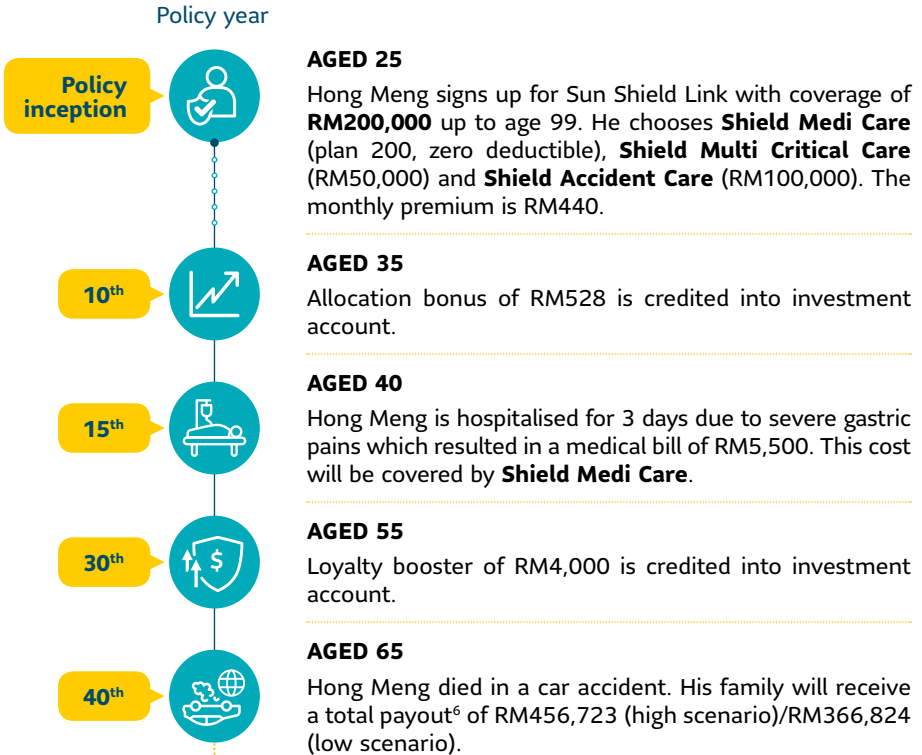 Policy year
Policy
inception
AGED 25
Hong Meng signs up for Sun Shield Link with coverage of
RM200,000 up to age 99. He chooses Shield Medi Care
(plan 200, zero deductible), Shield Multi Critical Care
(RM50,000) and Shield Accident Care (RM100,000). The
monthly premium is RM440.
10th
AGED 35
Allocation bonus of RM528 is credited into investment
account.
15th
AGED 40
Hong Meng is hospitalised for 3 days due to severe gastric
pains which resulted in a medical bill of RM5,500. This cost
will be covered by Shield Medi Care.
30th
$
AGED 55
Loyalty booster of RM4,000 is credited into investment
account.
40th
AGED 65
Hong Meng died in a car accident. His family will receive
a total payout6 of RM456,723 (high scenario)/RM366,824
(low scenario).